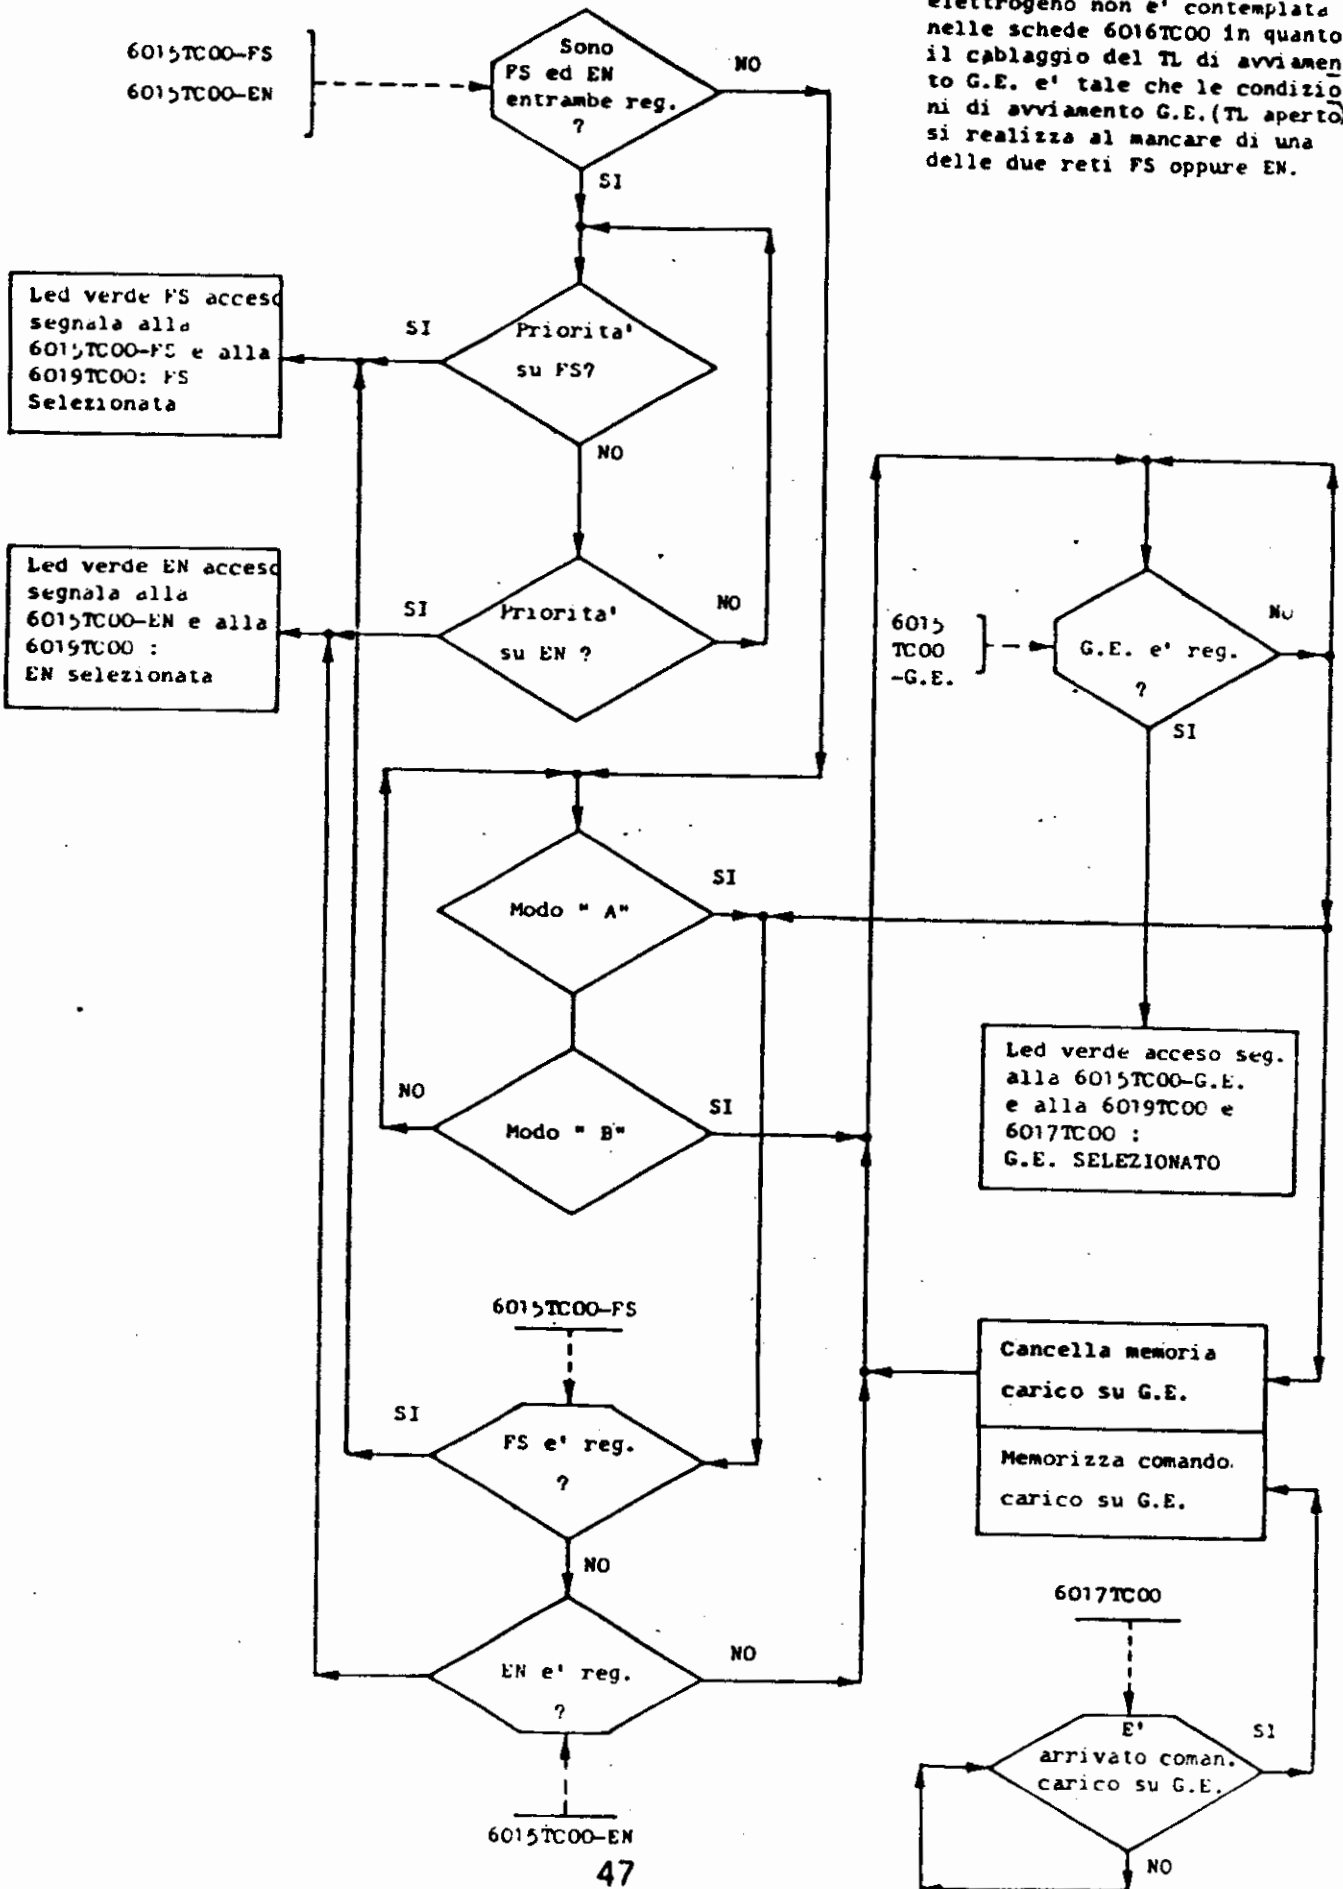 elettrogeno non e' contemplata
nelle schede 6016TC00 in quanto
il cablaggio del TL di avviamen
to G.E. e' tale che le condizio
ni di avviamento G.E.(TL aperto)
si realizza al mancare di una
delle due reti FS oppure EN.
6015TC00-FS
6015TC00-EN
Sono
FS ed EN
entrambe reg.
?
NO
SI
Led verde FS acceso
segnala alla
6015TC00-FS e alla
6019TC00: FS
Selezionata
SI
Priorita'
su FS?
NO
Led verde EN acceso
segnala alla
6015TC00-EN e alla
6019TC00 :
EN selezionata
SI
Priorita'
su EN ?
NO
6015
TC00
-G.E.
G.E. e' reg.
?
NO
SI
Modo " A"
SI
NO
Modo " B"
SI
Led verde acceso seg.
alla 6015TC00-G.E.
e alla 6019TC00 e
6017TC00 :
G.E. SELEZIONATO
6015TC00-FS
SI
FS e' reg.
?
NO
Cancella memoria
carico su G.E.
Memorizza comando
carico su G.E.
EN e' reg.
?
NO
6015TC00-EN
6017TC00
E'
arrivato coman.
carico su G.E.
SI
NO
47